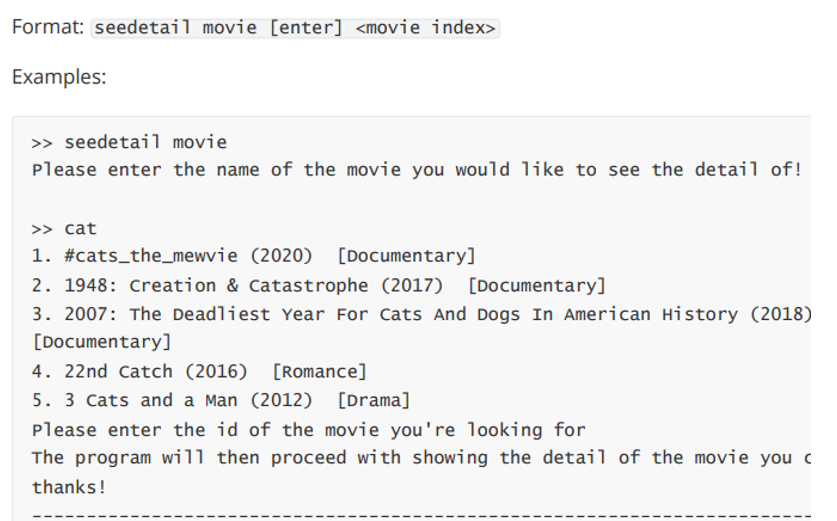 Format: seedetail movie [enter] <movie index>
Examples:
>> seedetail movie
Please enter the name of the movie you would like to see the detail of!
>> cat
1. #cats_the_mewvie (2020)  [Documentary]
2. 1948: Creation & Catastrophe (2017)  [Documentary]
3. 2007: The Deadliest Year For Cats And Dogs In American History (2018)
[Documentary]
4. 22nd Catch (2016)  [Romance]
5. 3 Cats and a Man (2012)  [Drama]
Please enter the id of the movie you're looking for
The program will then proceed with showing the detail of the movie you
thanks!
------------------------------------------------------------------------